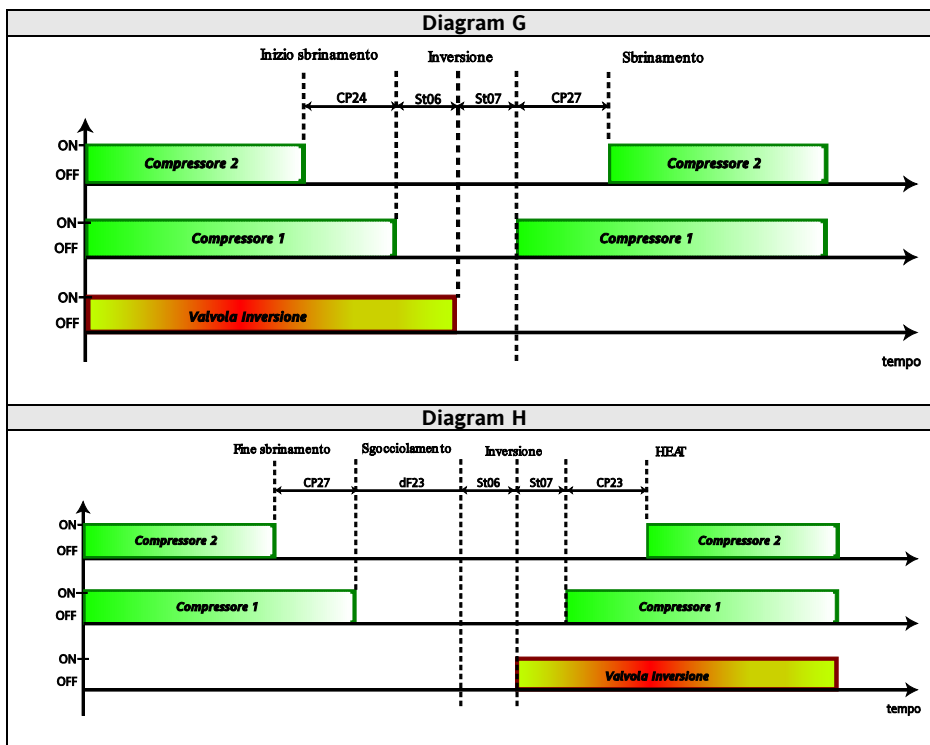 Diagram G
Inizio sbrinamento Inversione Sbrinamento
CP24 St06 St07 CP27
ON
OFF
Compressore 2 Compressore 2
ON
OFF
Compressore 1 Compressore 1
ON
OFF
Valvola inversione
tempo
Diagram H
Fine sbrinamento Sgocciolamento Inversione HEAT
CP27 dF23 St06 St07 CP23
ON
OFF
Compressore 2 Compressore 2
ON
OFF
Compressore 1 Compressore 1
ON
OFF
Valvola inversione
tempo